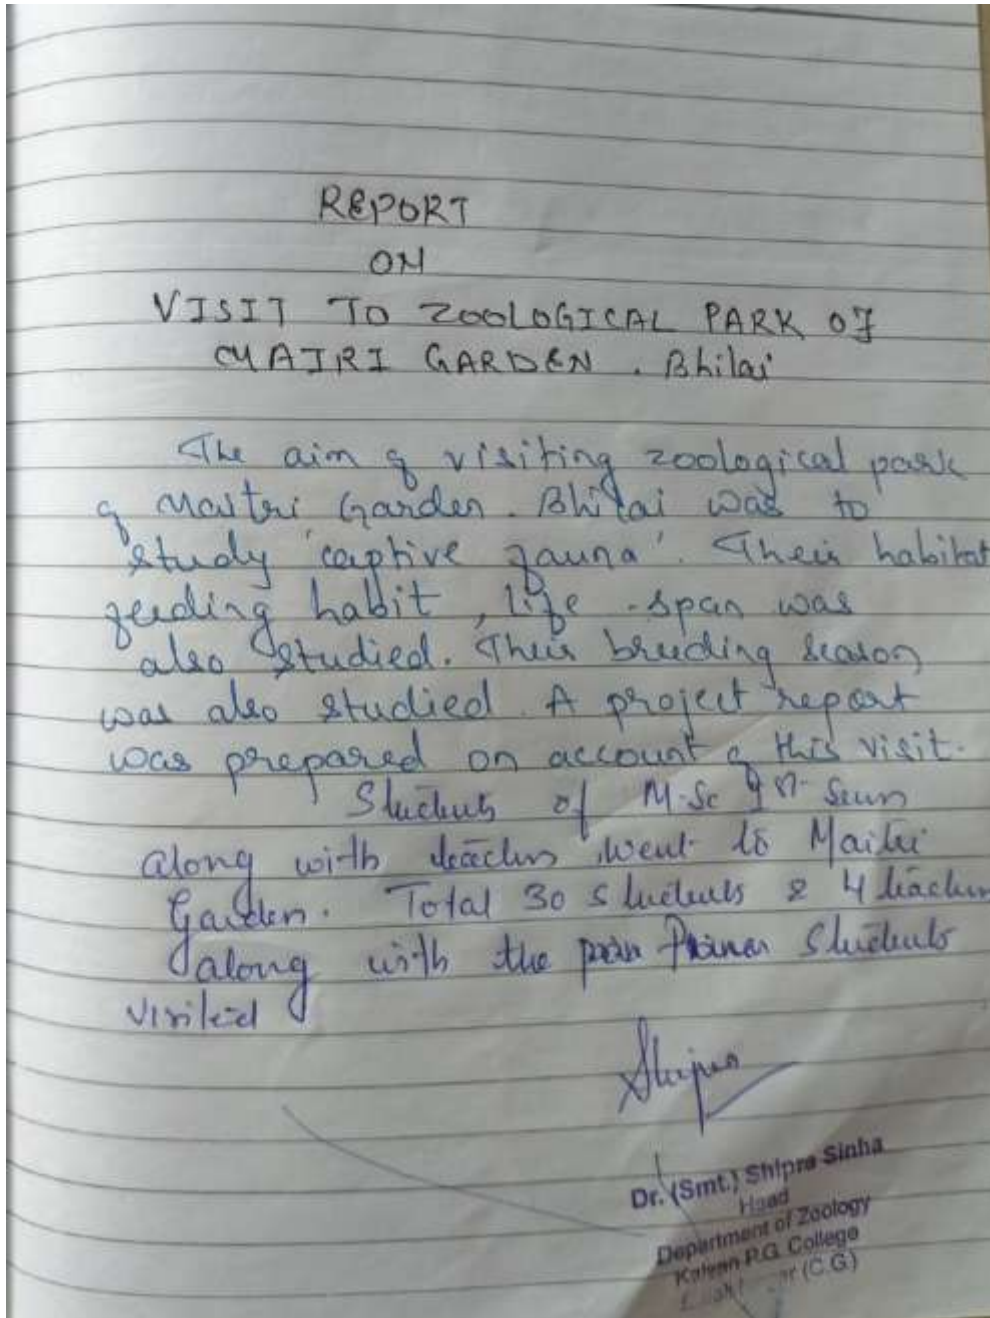 REPORT
ON
VISIT TO ZOOLOGICAL PARK OF
MAITRI GARDEN . Bhilai
The aim of visiting zoological park
of Maitri Garden . Bhilai was to
study 'captive fauna'. Their habitat
feeding habit , life - span was
also studied. Their breeding season
was also studied . A project report
was prepared on account of this visit.
Students of M.Sc Ist Sem
along with teachers went to Maitri
Garden. Total 30 students & 4 teachers
along with the students
visited
Dr. (Smt.) Shipra Sinha
Head
Department of Zoology
Kalyan P.G. College
(C.G.)